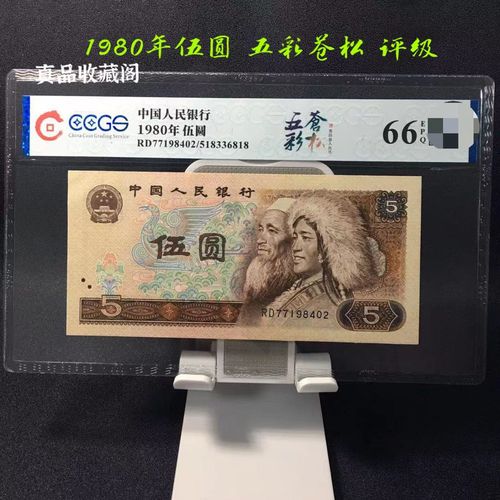 1980年伍圆 五彩苍松 评级
真品收藏阁
CCGS
China Coin Grading Service
中国人民银行
1980年 伍圆
RD77198402/518336818
五彩
蒼松
66
EPQ
中国人民银行
伍圆
5
RD77198402
5
5